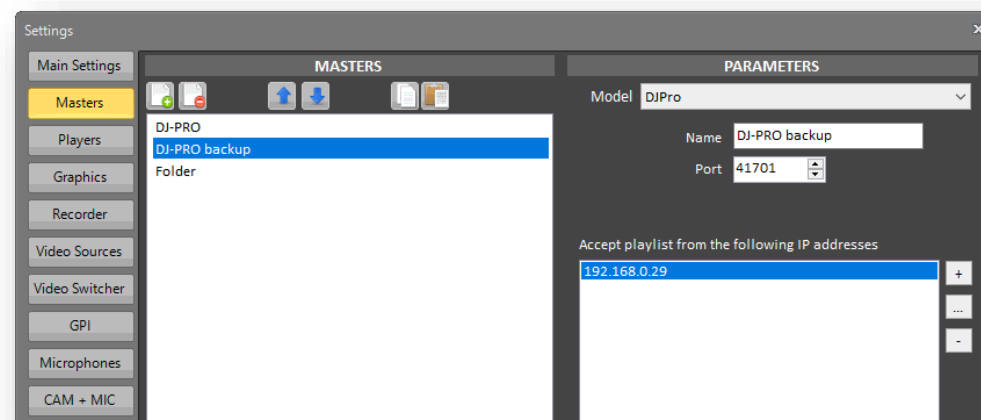 Settings
x
Main Settings
Masters
Players
Graphics
Recorder
Video Sources
Video Switcher
GPI
Microphones
CAM + MIC
MASTERS
DJ-PRO
DJ-PRO backup
Folder
PARAMETERS
Model DJPro
Name DJ-PRO backup
Port 41701
Accept playlist from the following IP addresses
192.168.0.29
+
...
-